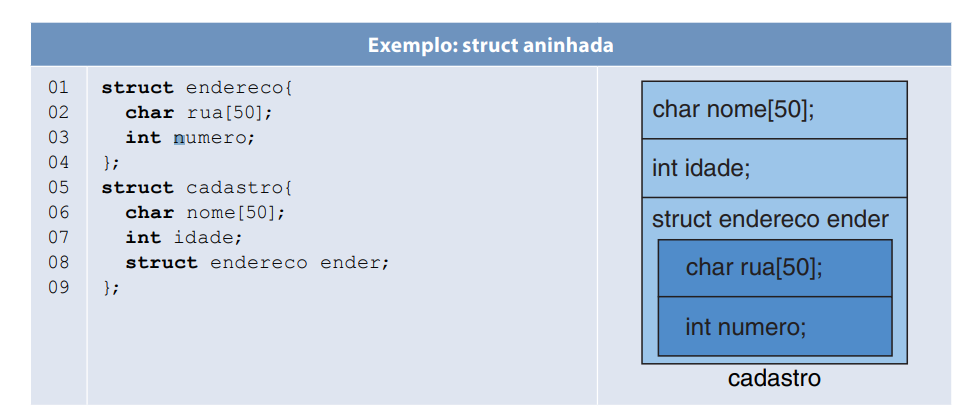 Exemplo: struct aninhada
01 struct endereco{
02 char rua[50];
03 int numero;
04 };
05 struct cadastro{
06 char nome[50];
07 int idade;
08 struct endereco ender;
09 };
char nome[50];
int idade;
struct endereco ender
char rua[50];
int numero;
cadastro